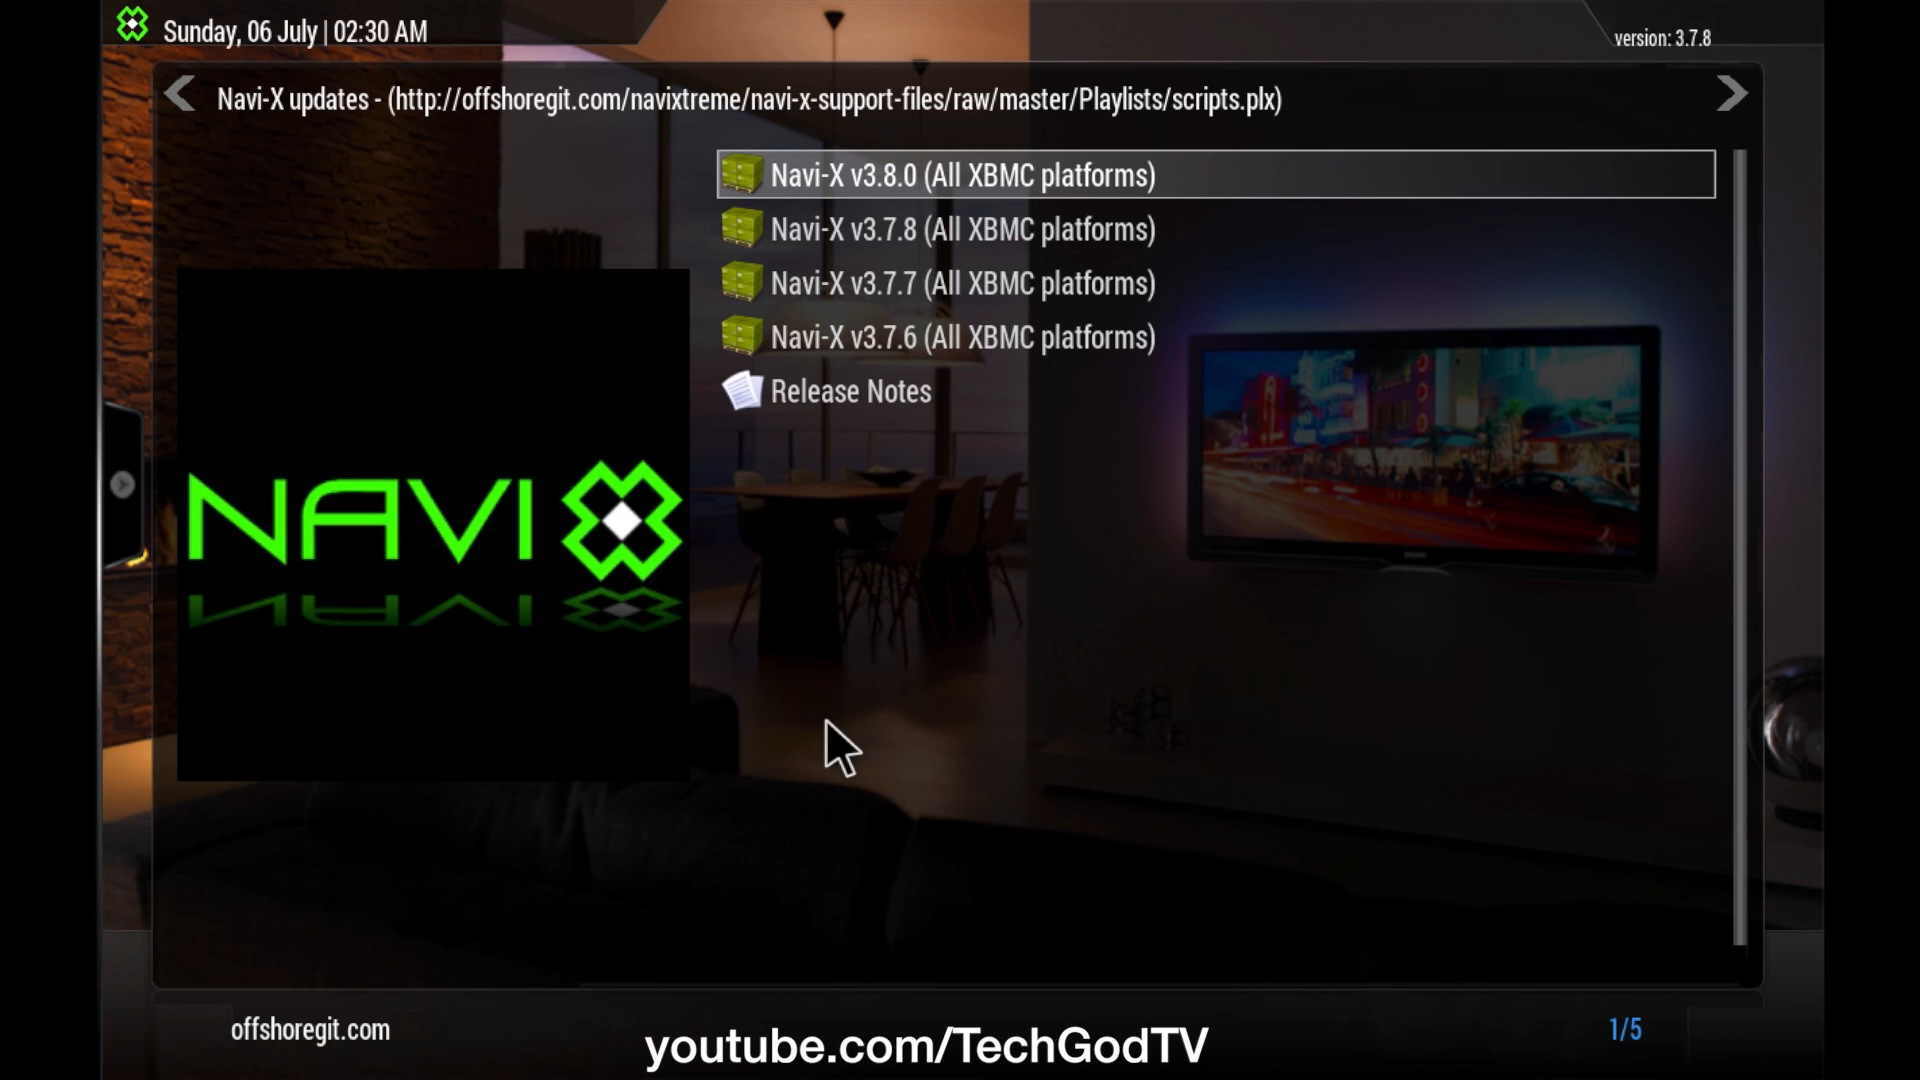 Sunday, 06 July | 02:30 AM
version: 3.7.8
Navi-X updates - (http://offshoregit.com/navixtreme/navi-x-support-files/raw/master/Playlists/scripts.plx)
Navi-X v3.8.0 (All XBMC platforms)
Navi-X v3.7.8 (All XBMC platforms)
Navi-X v3.7.7 (All XBMC platforms)
Navi-X v3.7.6 (All XBMC platforms)
Release Notes
NAVI X
offshoregit.com
youtube.com/TechGodTV
1/5